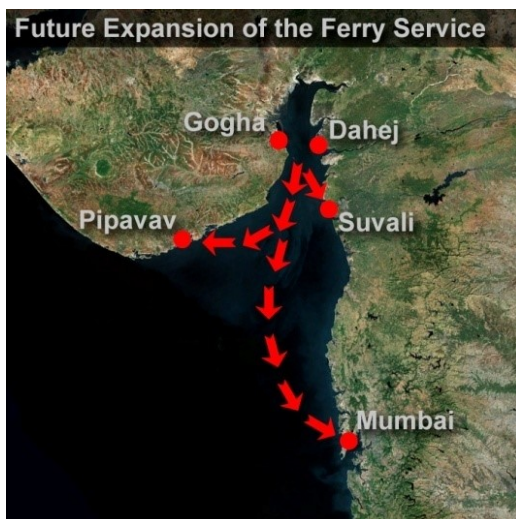 Future Expansion of the Ferry Service
Gogha
Dahej
Pipavav
Suvali
Mumbai